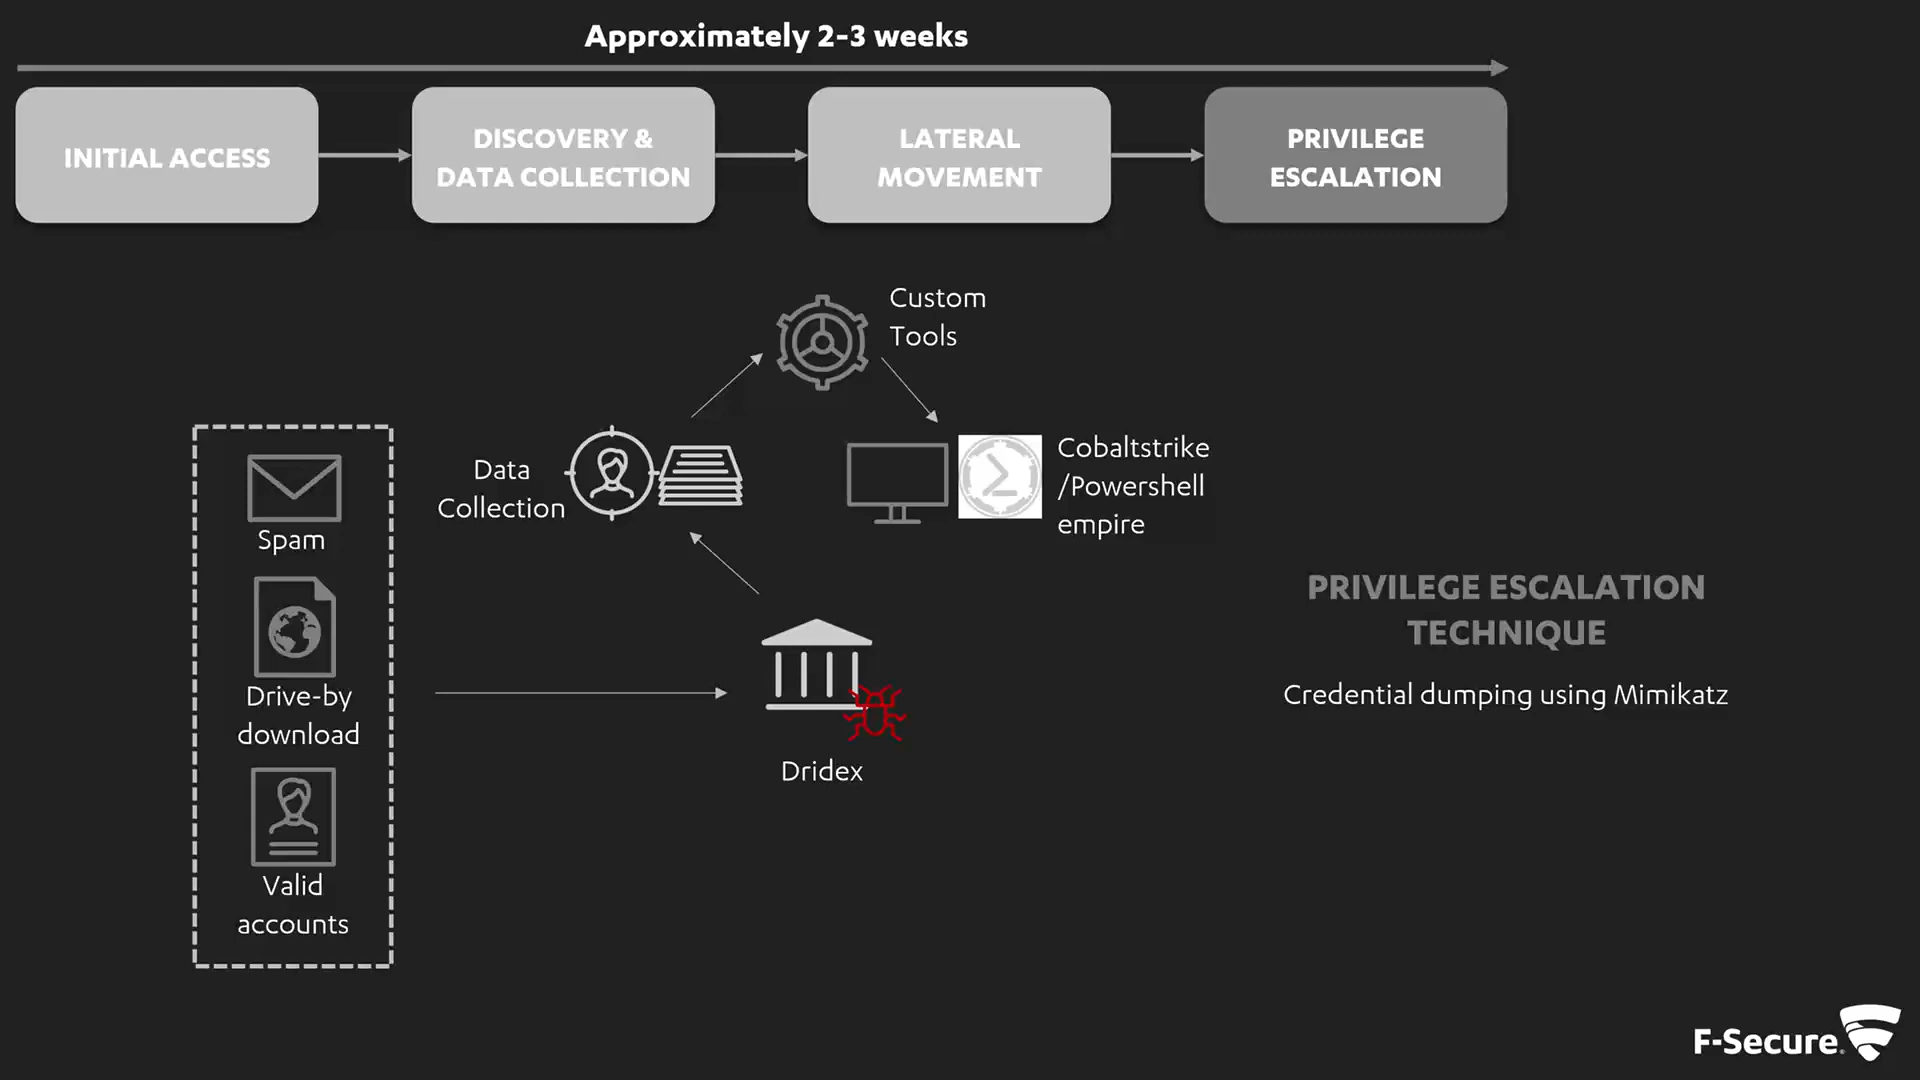 Approximately 2-3 weeks
INITIAL ACCESS
DISCOVERY &
DATA COLLECTION
LATERAL
MOVEMENT
PRIVILEGE
ESCALATION
Custom
Tools
Data
Collection
Cobaltstrike
/Powershell
empire
Spam
Drive-by
download
Valid
accounts
Dridex
PRIVILEGE ESCALATION
TECHNIQUE
Credential dumping using Mimikatz
F-Secure.